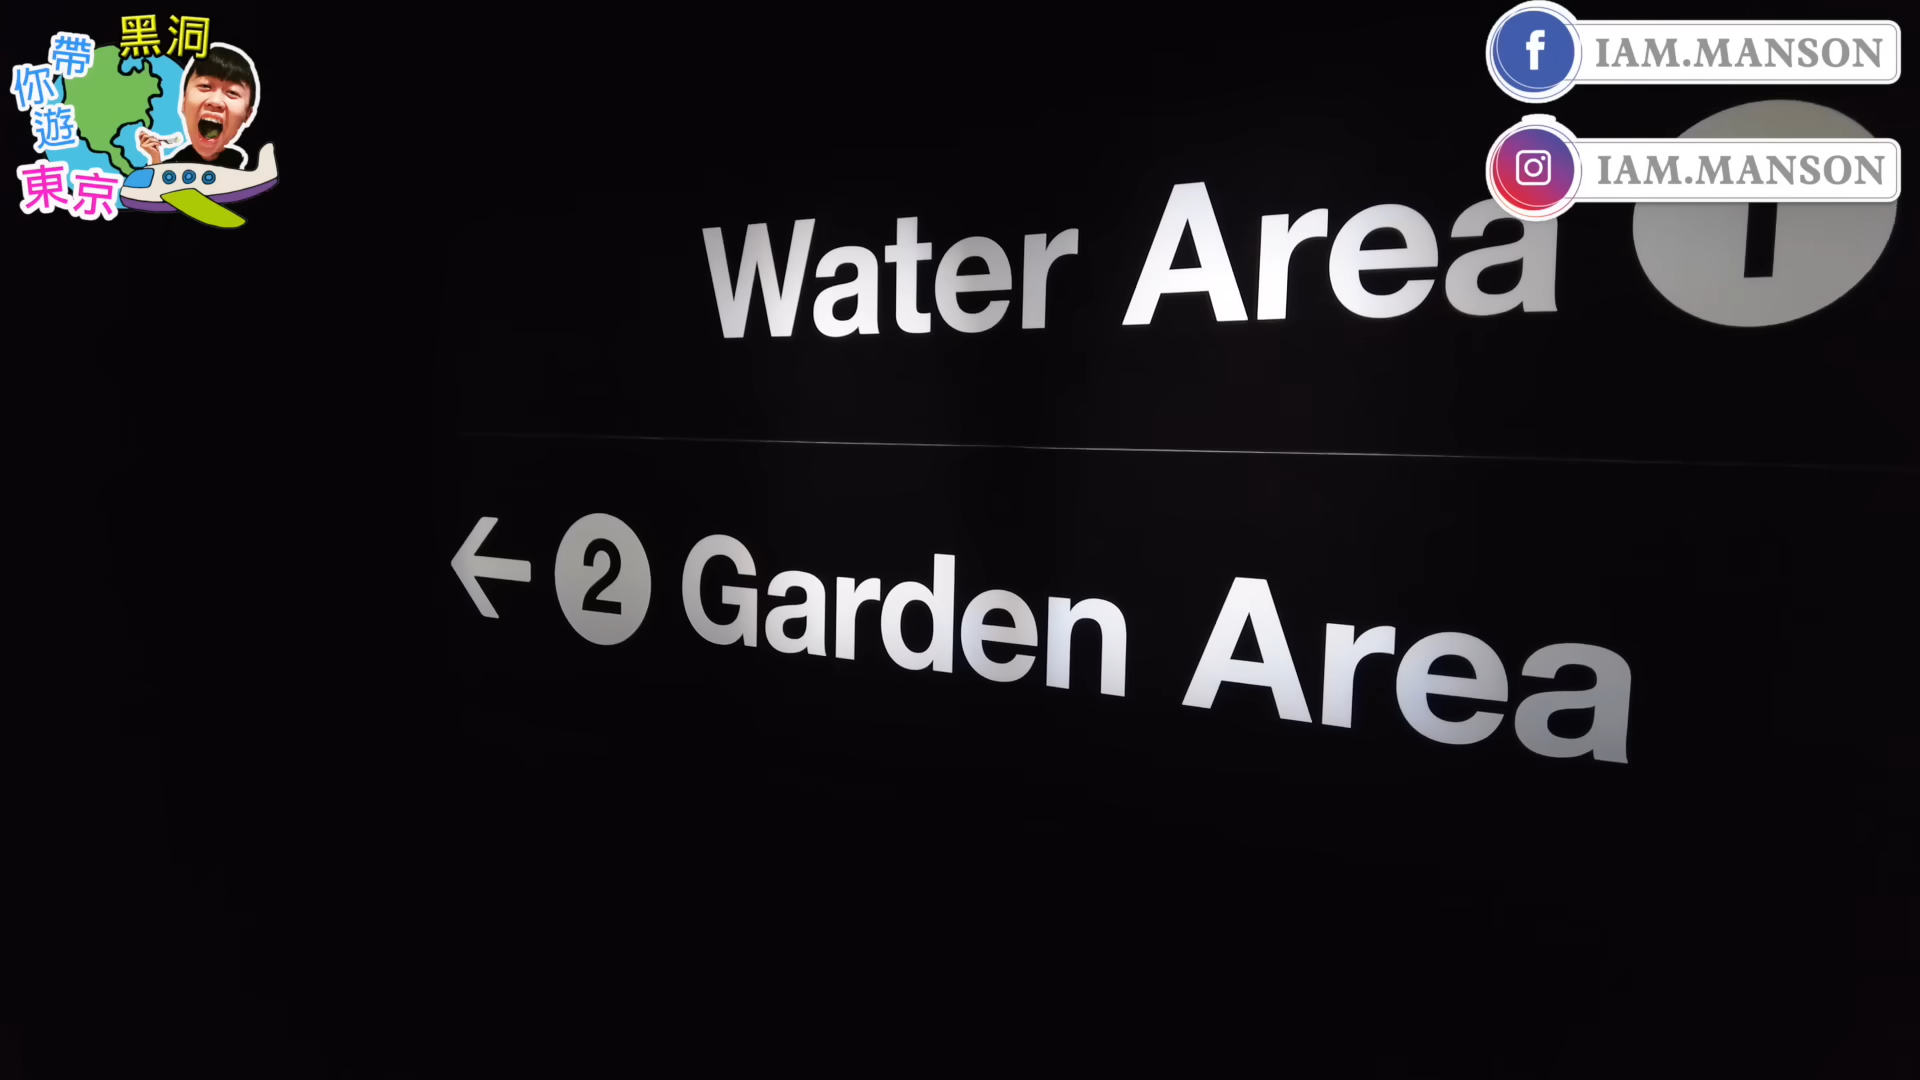 黑洞
帶你遊
東京
IAM.MANSON
IAM.MANSON
Water Area 1
← 2 Garden Area